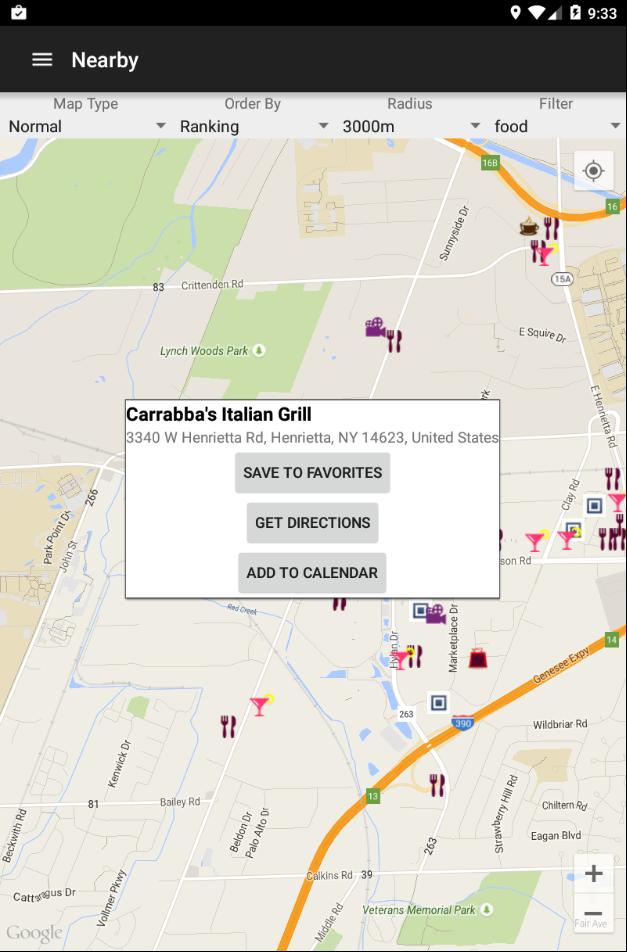 9:33
Nearby
Map Type Order By Radius Filter
Normal Ranking 3000m food
16B
16
Sunnyside Dr
15A
83 Crittenden Rd
E Squire Dr
Lynch Woods Park
E Henrietta Rd
Carrabba's Italian Grill
3340 W Henrietta Rd, Henrietta, NY 14623, United States
SAVE TO FAVORITES
GET DIRECTIONS
ADD TO CALENDAR
266
Clay Rd
Park Point Dr
John St
son Rd
Red Creek
Hylan Dr
Marketplace Dr
14
Genesee Expy
263
390
Wildbriar Rd
Kenwick Dr
13
81 Bailey Rd
Strawberry Hill Rd
Chiltern Rd
Beckwith Rd
Beldon Dr
Palo Alto Dr
263
Eagan Blvd
Calkins Rd 39
Cattaragus Dr
Vollmer Pkwy
Middle Rd
Veterans Memorial Park
Fair Ave
Google